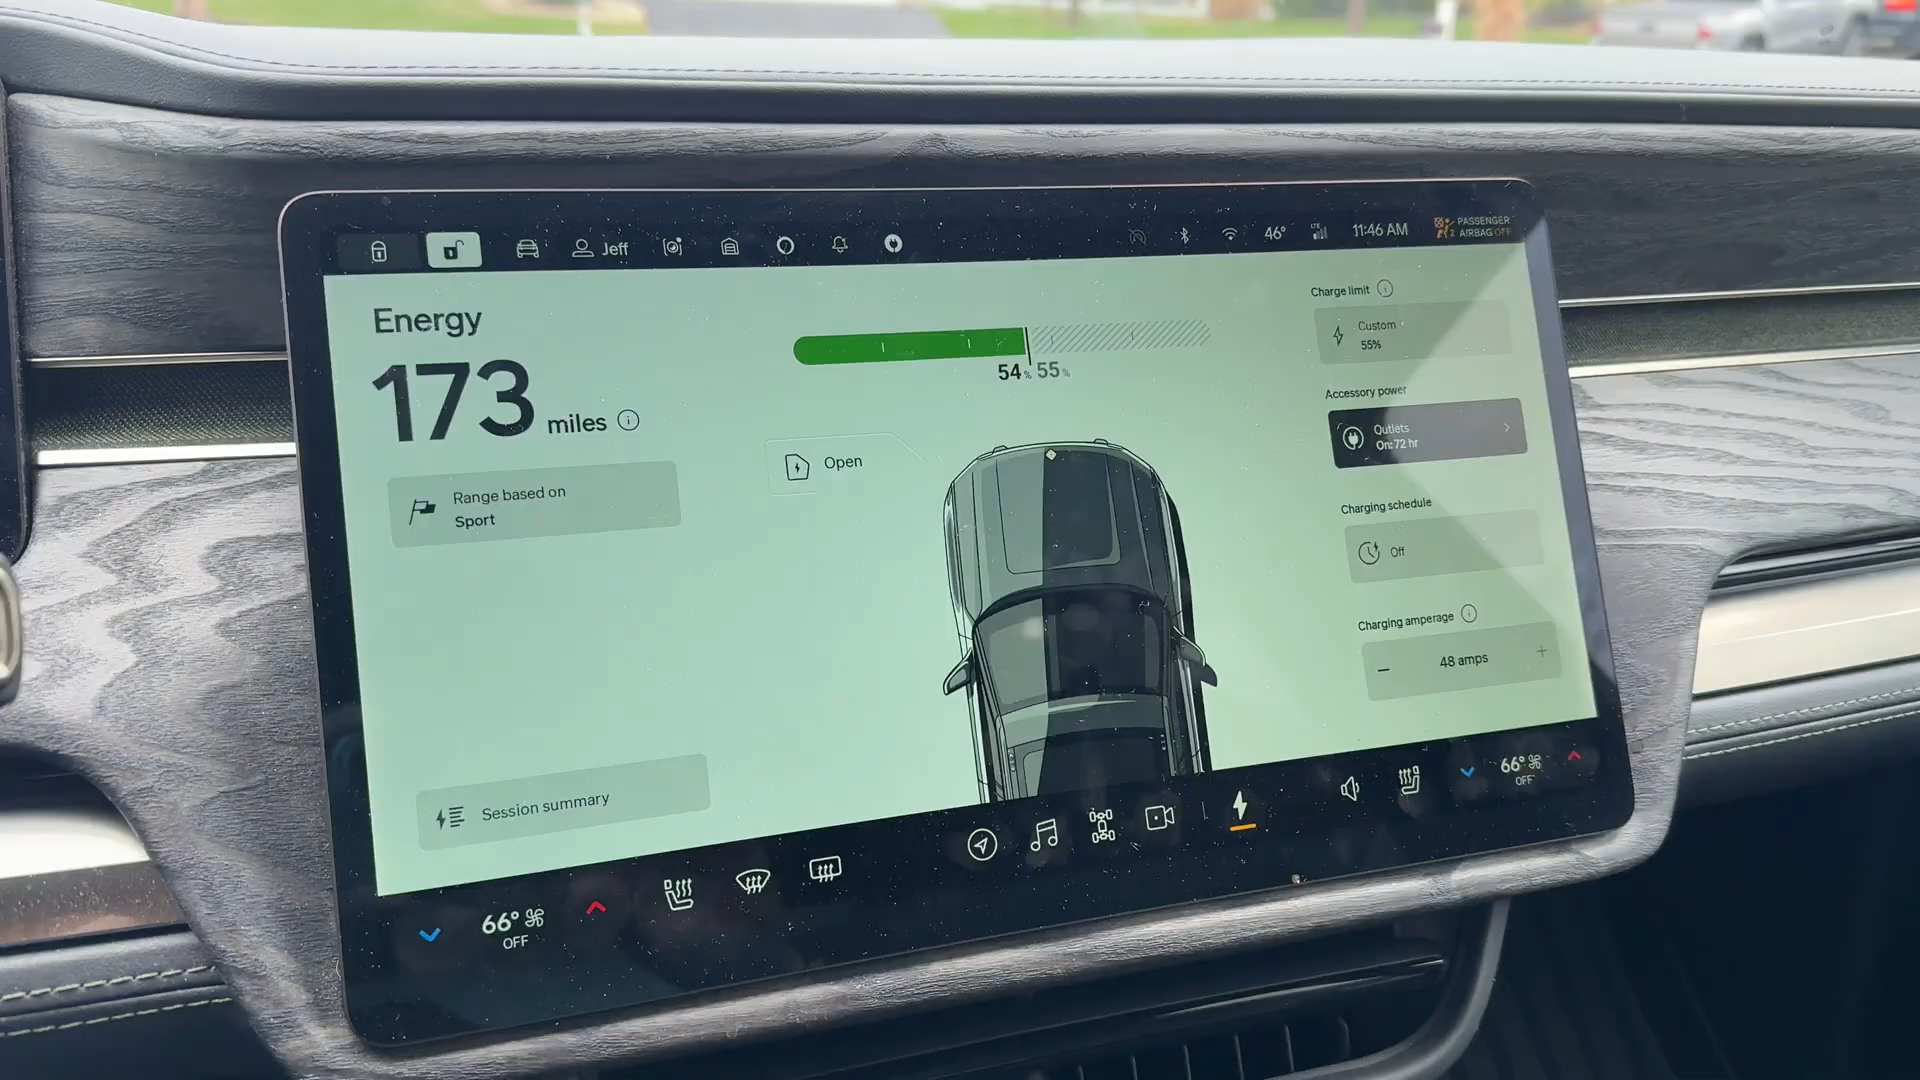 Jeff
46°
LTE
11:46 AM
PASSENGER
AIRBAG OFF
Energy
173 miles
Range based on
Sport
Session summary
54% 55%
Open
Charge limit
Custom
55%
Accessory power
Outlets
On: 72 hr
Charging schedule
Off
Charging amperage
− 48 amps +
66°
OFF
66°
OFF